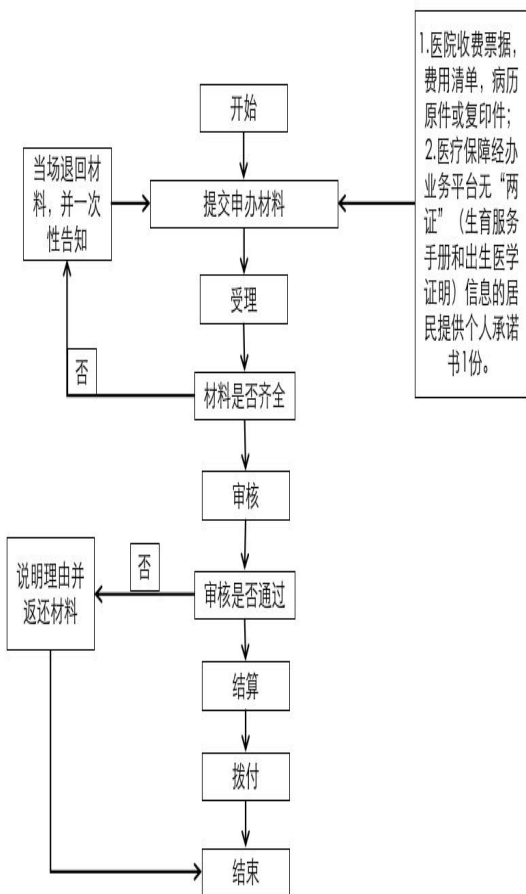 开始
1.医院收费票据，
费用清单，病历
原件或复印件；
2.医疗保障经办
业务平台无“两
证”（生育服务
手册和出生医学
证明）信息的居
民提供个人承诺
书1份。
当场退回材
料，并一次
性告知
提交申办材料
受理
否
材料是否齐全
审核
否
说明理由并
返还材料
审核是否通过
结算
拨付
结束